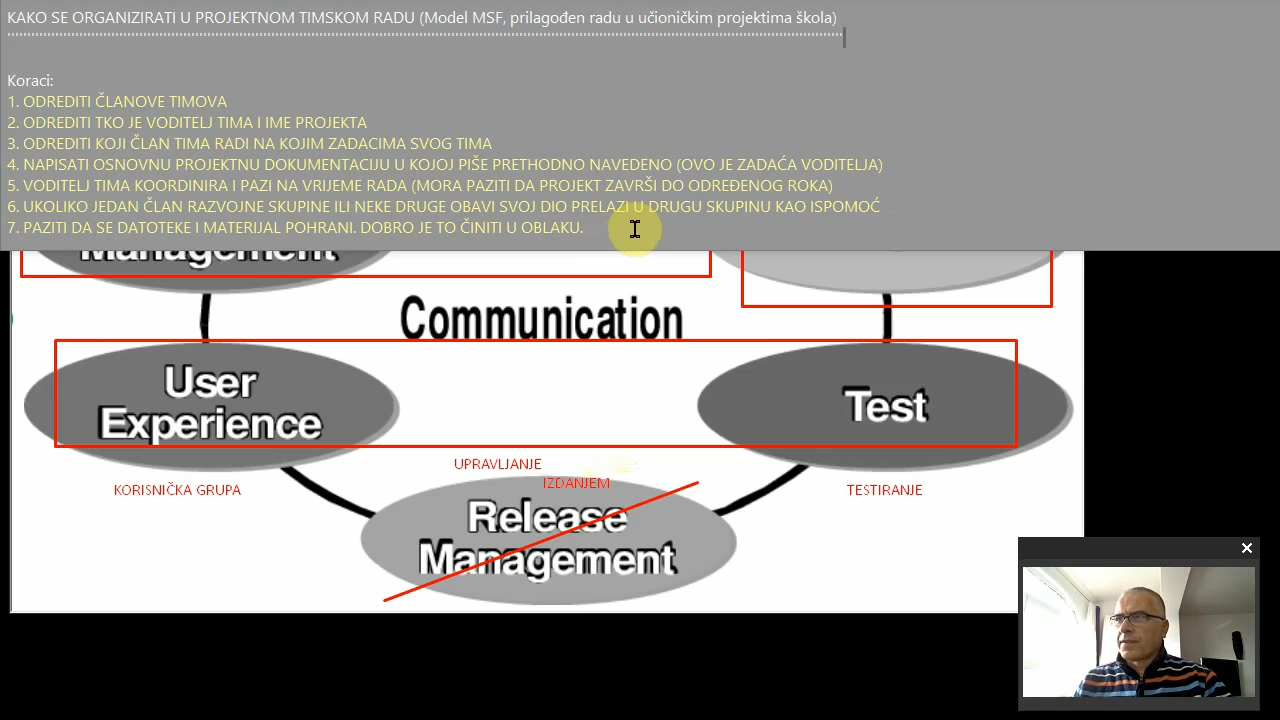 KAKO SE ORGANIZIRATI U PROJEKTNOM TIMSKOM RADU (Model MSF, prilagođen radu u učioničkim projektima škola)
Koraci:
1. ODREDITI ČLANOVE TIMOVA
2. ODREDITI TKO JE VODITELJ TIMA I IME PROJEKTA
3. ODREDITI KOJI ČLAN TIMA RADI NA KOJIM ZADACIMA SVOG TIMA
4. NAPISATI OSNOVNU PROJEKTNU DOKUMENTACIJU U KOJOJ PIŠE PRETHODNO NAVEDENO (OVO JE ZADAĆA VODITELJA)
5. VODITELJ TIMA KOORDINIRA I PAZI NA VRIJEME RADA (MORA PAZITI DA PROJEKT ZAVRŠI DO ODREĐENOG ROKA)
6. UKOLIKO JEDAN ČLAN RAZVOJNE SKUPINE ILI NEKE DRUGE OBAVI SVOJ DIO PRELAZI U DRUGU SKUPINU KAO ISPOMOĆ
7. PAZITI DA SE DATOTEKE I MATERIJAL POHRANI. DOBRO JE TO ČINITI U OBLAKU.
Management
Communication
User
Experience
Test
KORISNIČKA GRUPA
UPRAVLJANJE
IZDANJEM
TESTIRANJE
Release
Management